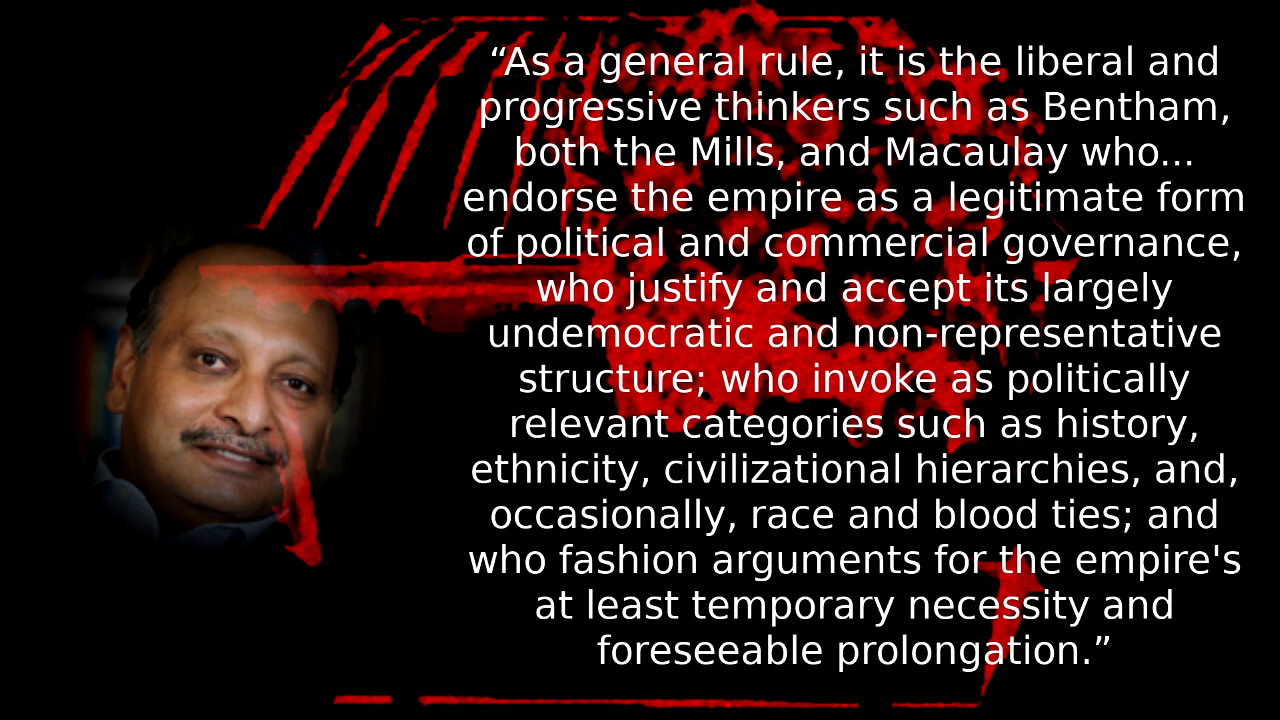 “As a general rule, it is the liberal and
progressive thinkers such as Bentham,
both the Mills, and Macaulay who...
endorse the empire as a legitimate form
of political and commercial governance,
who justify and accept its largely
undemocratic and non-representative
structure; who invoke as politically
relevant categories such as history,
ethnicity, civilizational hierarchies, and,
occasionally, race and blood ties; and
who fashion arguments for the empire's
at least temporary necessity and
foreseeable prolongation.”